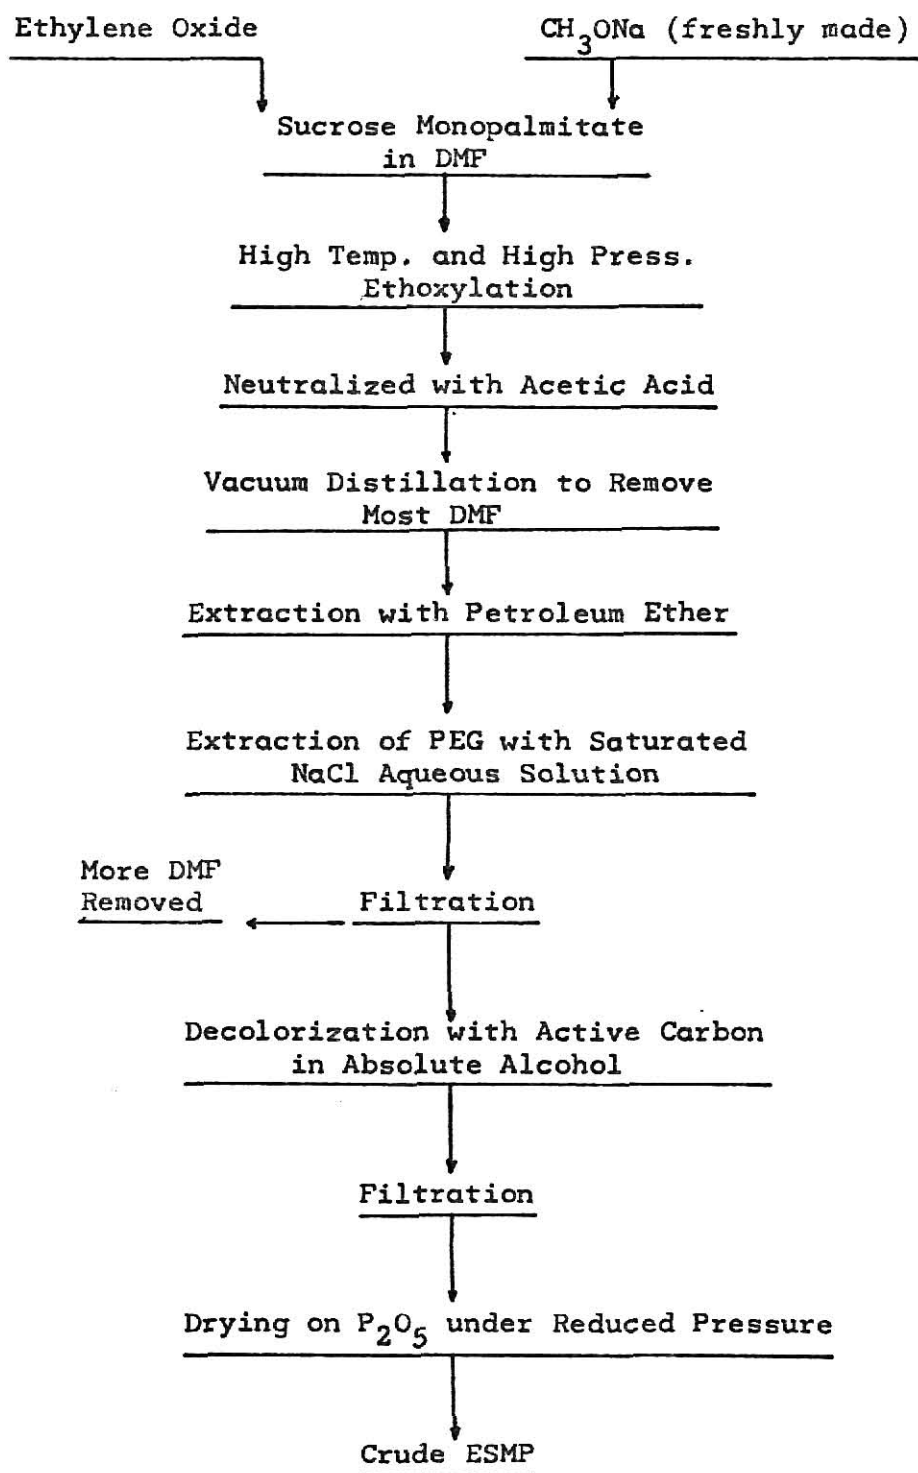 Ethylene Oxide
CH3ONa (freshly made)
Sucrose Monopalmitate
in DMF
High Temp. and High Press.
Ethoxylation
Neutralized with Acetic Acid
Vacuum Distillation to Remove
Most DMF
Extraction with Petroleum Ether
Extraction of PEG with Saturated
NaCl Aqueous Solution
More DMF
Removed
Filtration
Decolorization with Active Carbon
in Absolute Alcohol
Filtration
Drying on P2O5 under Reduced Pressure
Crude ESMP